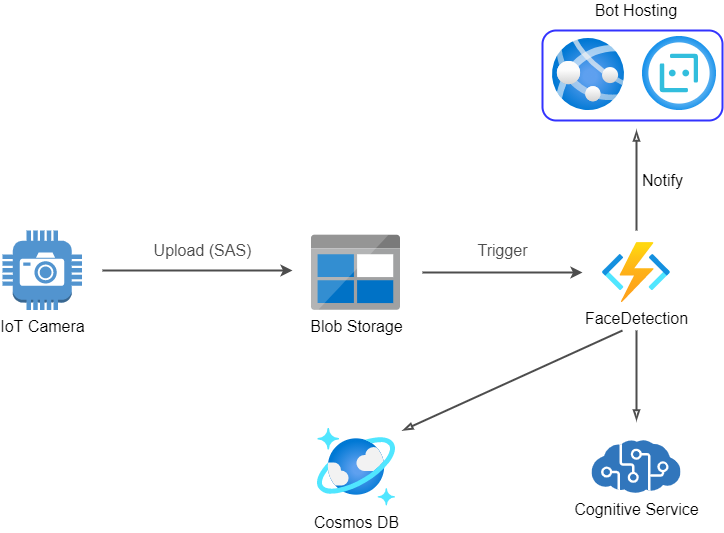 Bot Hosting
Notify
Upload (SAS)
Trigger
IoT Camera
Blob Storage
FaceDetection
Cosmos DB
Cognitive Service